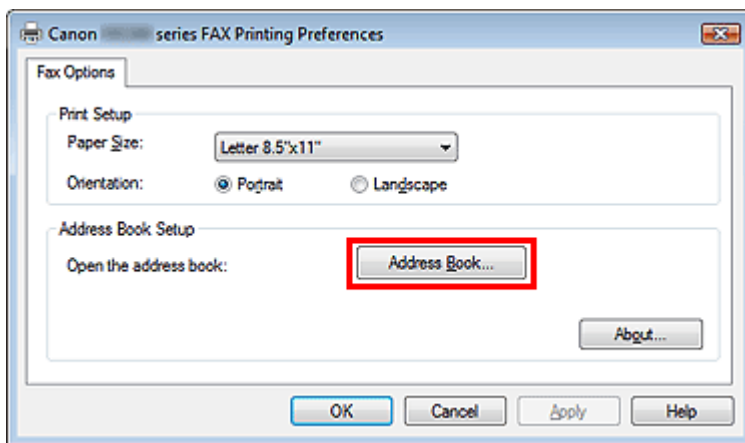 Canon series FAX Printing Preferences
Fax Options
Print Setup
Paper Size: Letter 8.5"x11"
Orientation: Portrait Landscape
Address Book Setup
Open the address book: Address Book...
About...
OK Cancel Apply Help